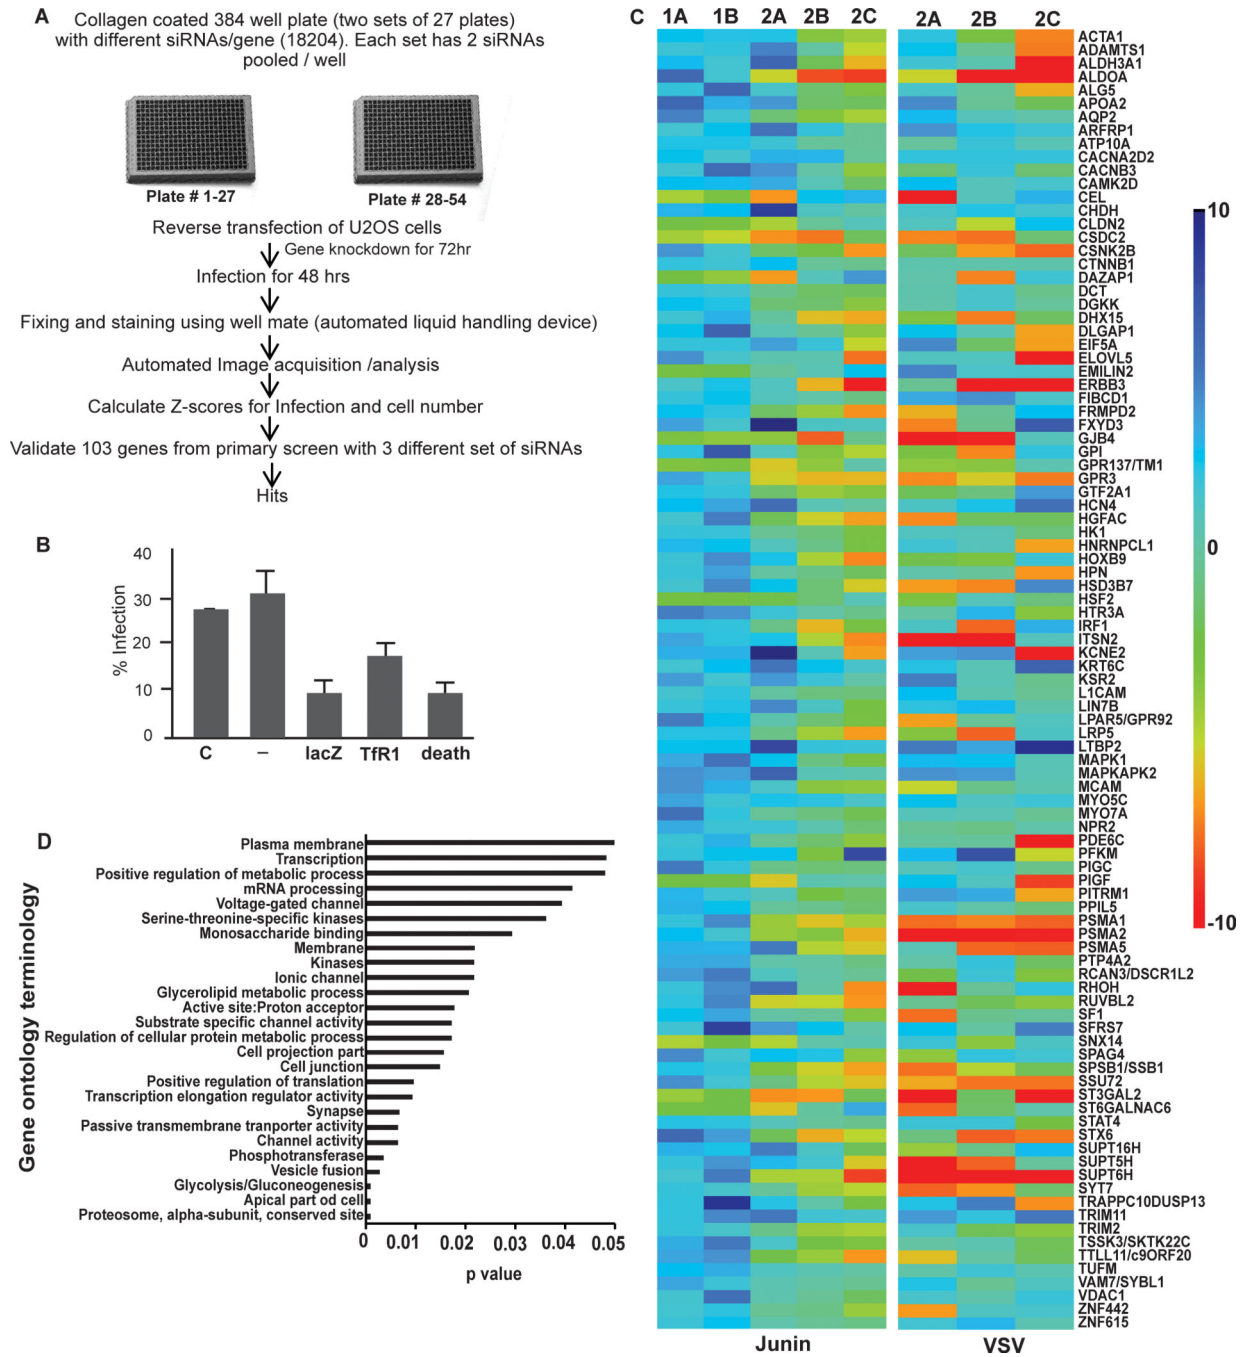 A
Collagen coated 384 well plate (two sets of 27 plates)
with different siRNAs/gene (18204). Each set has 2 siRNAs
pooled / well
Plate # 1-27
Plate # 28-54
Reverse transfection of U2OS cells
Gene knockdown for 72hr
Infection for 48 hrs
Fixing and staining using well mate (automated liquid handling device)
Automated Image acquisition /analysis
Calculate Z-scores for Infection and cell number
Validate 103 genes from primary screen with 3 different set of siRNAs
Hits
B
% Infection
40
30
20
10
0
C
–
lacZ
TfR1
death
D
Gene ontology terminology
Plasma membrane
Transcription
Positive regulation of metabolic process
mRNA processing
Voltage-gated channel
Serine-threonine-specific kinases
Monosaccharide binding
Membrane
Kinases
Ionic channel
Glycerolipid metabolic process
Active site:Proton acceptor
Substrate specific channel activity
Regulation of cellular protein metabolic process
Cell projection part
Cell junction
Positive regulation of translation
Transcription elongation regulator activity
Synapse
Passive transmembrane tranporter activity
Channel activity
Phosphotransferase
Vesicle fusion
Glycolysis/Gluconeogenesis
Apical part od cell
Proteosome, alpha-subunit, conserved site
0 0.01 0.02 0.03 0.04 0.05
p value
C
1A 1B 2A 2B 2C 2A 2B 2C
ACTA1
ADAMTS1
ALDH3A1
ALDOA
ALG5
APOA2
AQP2
ARFRP1
ATP10A
CACNA2D2
CACNB3
CAMK2D
CEL
CHDH
CLDN2
CSDC2
CSNK2B
CTNNB1
DAZAP1
DCT
DGKK
DHX15
DLGAP1
EIF5A
ELOVL5
EMILIN2
ERBB3
FIBCD1
FRMPD2
FXYD3
GJB4
GPI
GPR137/TM1
GPR3
GTF2A1
HCN4
HGFAC
HK1
HNRNPCL1
HOXB9
HPN
HSD3B7
HSF2
HTR3A
IRF1
ITSN2
KCNE2
KRT6C
KSR2
L1CAM
LIN7B
LPAR5/GPR92
LRP5
LTBP2
MAPK1
MAPKAPK2
MCAM
MYO5C
MYO7A
NPR2
PDE6C
PFKM
PIGC
PIGF
PITRM1
PPIL5
PSMA1
PSMA2
PSMA5
PTP4A2
RCAN3/DSCR1L2
RHOH
RUVBL2
SF1
SFRS7
SNX14
SPAG4
SPSB1/SSB1
SSU72
ST3GAL2
ST6GALNAC6
STAT4
STX6
SUPT16H
SUPT5H
SUPT6H
SYT7
TRAPPC10DUSP13
TRIM11
TRIM2
TSSK3/SKTK22C
TTLL11/c9ORF20
TUFM
VAM7/SYBL1
VDAC1
ZNF442
ZNF615
Junin
VSV
10
0
-10